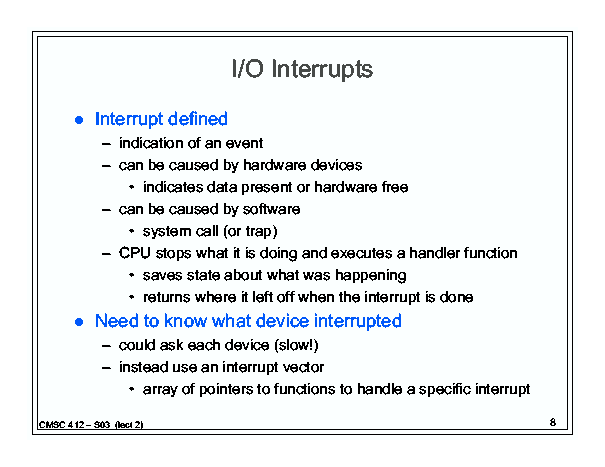 I/O Interrupts
● Interrupt defined
– indication of an event
– can be caused by hardware devices
• indicates data present or hardware free
– can be caused by software
• system call (or trap)
– CPU stops what it is doing and executes a handler function
• saves state about what was happening
• returns where it left off when the interrupt is done
● Need to know what device interrupted
– could ask each device (slow!)
– instead use an interrupt vector
• array of pointers to functions to handle a specific interrupt
CMSC 412 – S03 (lect 2)
8